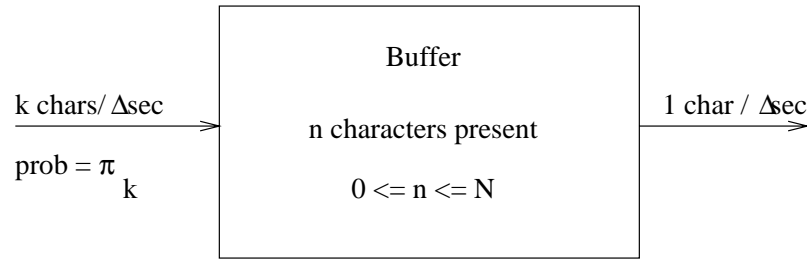 Buffer
k chars/ Δsec
1 char / Δsec
n characters present
prob = π
k
0 <= n <= N